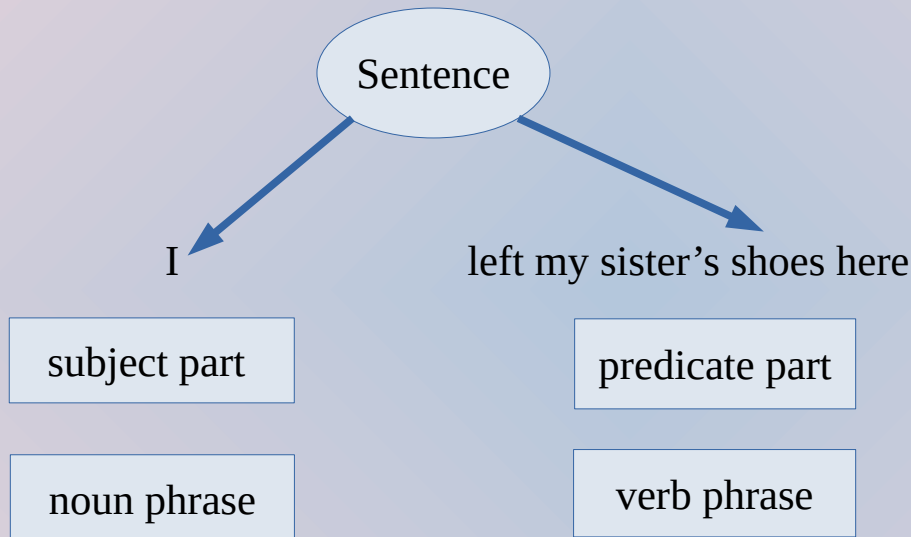 Sentence
I
left my sister’s shoes here
subject part
predicate part
noun phrase
verb phrase